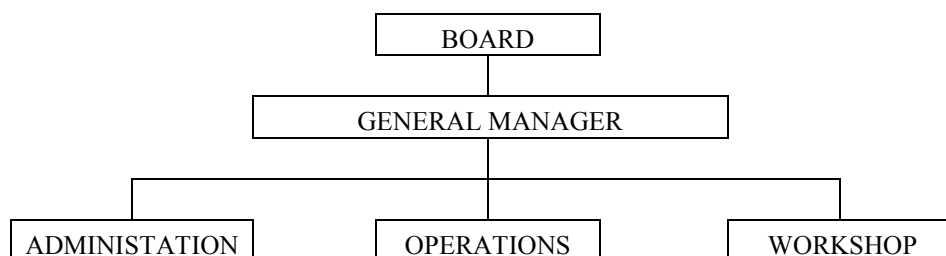 BOARD
GENERAL MANAGER
ADMINISTATION OPERATIONS WORKSHOP